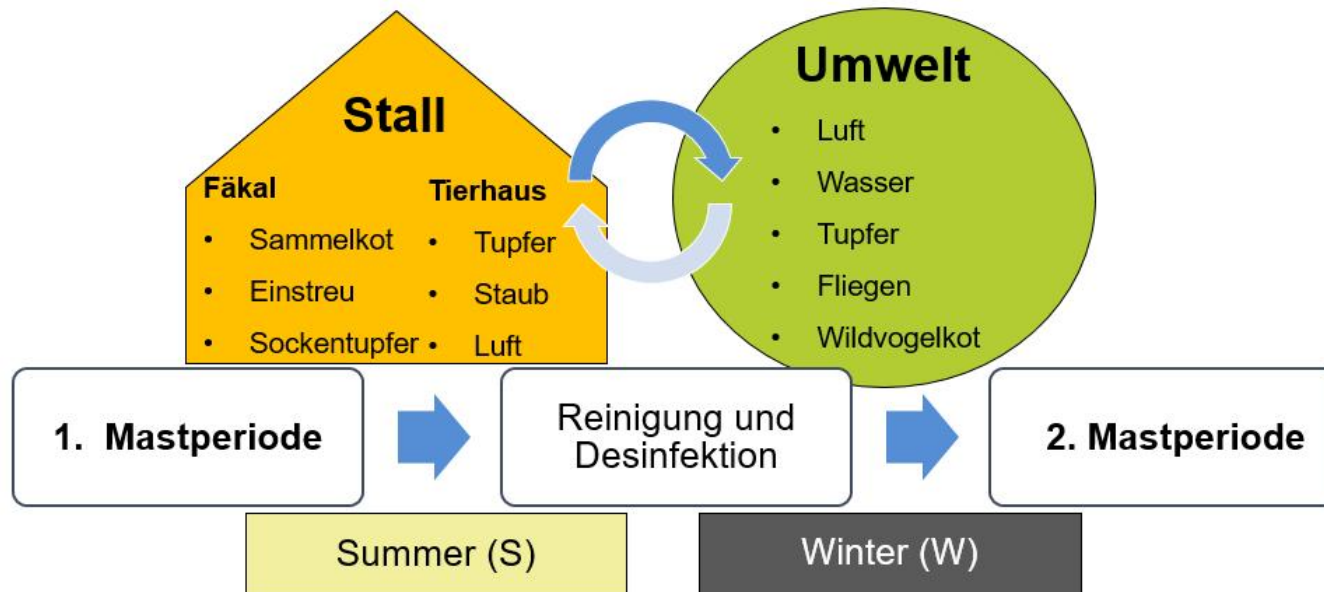 Stall
Fäkal
• Sammelkot
• Einstreu
• Sockentupfer
Tierhaus
• Tupfer
• Staub
• Luft
Umwelt
• Luft
• Wasser
• Tupfer
• Fliegen
• Wildvogelkot
1. Mastperiode
Reinigung und
Desinfektion
2. Mastperiode
Summer (S)
Winter (W)